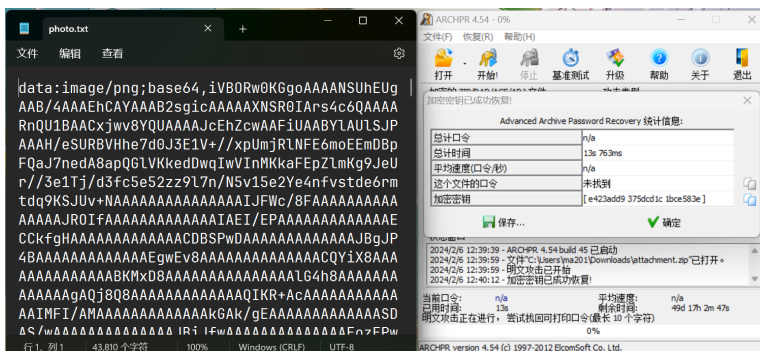 photo.txt
文件 编辑 查看
data:image/png;base64,iVBORw0KGgoAAAANSUhEUg
AAB/4AAAEhCAYAAAB2sgicAAAAAXNSR0IArs4c6QAAAA
RnQU1BAACxjwv8YQUAAAAJcEhZcwAAFiUAABYlAUlSJP
AAAH/eSURBVHhe7d0J3E1V+//xpUmjRlNFE6moEEmDBp
FQaJ7nedA8apQGlVKkedDwqIwVInMKkaFEpZlmKg9JeU
r//3e1Tj/d3fc5e52zz9l7n/N5v15e2Ye4nfvstde6rm
tdq9KSJUv+NAAAAAAAAAAAAAAAIJFWc/8FAAAAAAAAAA
AAAAAJROIfAAAAAAAAAAAAAIAEI/EPAAAAAAAAAAAAAE
CCkfgHAAAAAAAAAAAAACDBSPwDAAAAAAAAAAAAAJBgJP
4BAAAAAAAAAAAAAEgwEv8AAAAAAAAAAAAACQYiX8AAA
AAAAAAAAAAAABKMxD8AAAAAAAAAAAAAlG4h8AAAAAAA
AAAAAAgAQj8Q8AAAAAAAAAAAAAQIKR+AcAAAAAAAAAAA
AAIMFI/AMAAAAAAAAAAAAkGAk/gEAAAAAAAAAAAAAASD
行 1，列 1 43,810 个字符 100% Windows (CRLF) UTF-8
ARCHPR 4.54 - 0%
文件(F) 恢复(R) 帮助(H)
打开 开始! 停止 基准测试 升级 帮助 关于 退出
加密密钥已成功恢复!
Advanced Archive Password Recovery 统计信息:
总计口令 n/a
总计时间 13s 763ms
平均速度(口令/秒) n/a
这个文件的口令 未找到
加密密钥 [ e423add9 375dcd1c 1bce583e ]
保存... 确定
状态窗口
2024/2/6 12:39:39 - ARCHPR 4.54 build 45 已启动
2024/2/6 12:39:59 - 文件"C:\Users\ma201\Downloads\attachment.zip"已打开。
2024/2/6 12:39:59 - 明文攻击已开始
2024/2/6 12:40:12 - 加密密钥已成功恢复!
当前口令: n/a 平均速度: n/a
已用时间: 13s 剩余时间: 49d 17h 2m 47s
明文攻击正在进行，尝试找回可打印口令(最长 10 个字符)
0%
ARCHPR version 4.54 (c) 1997-2012 ElcomSoft Co. Ltd.